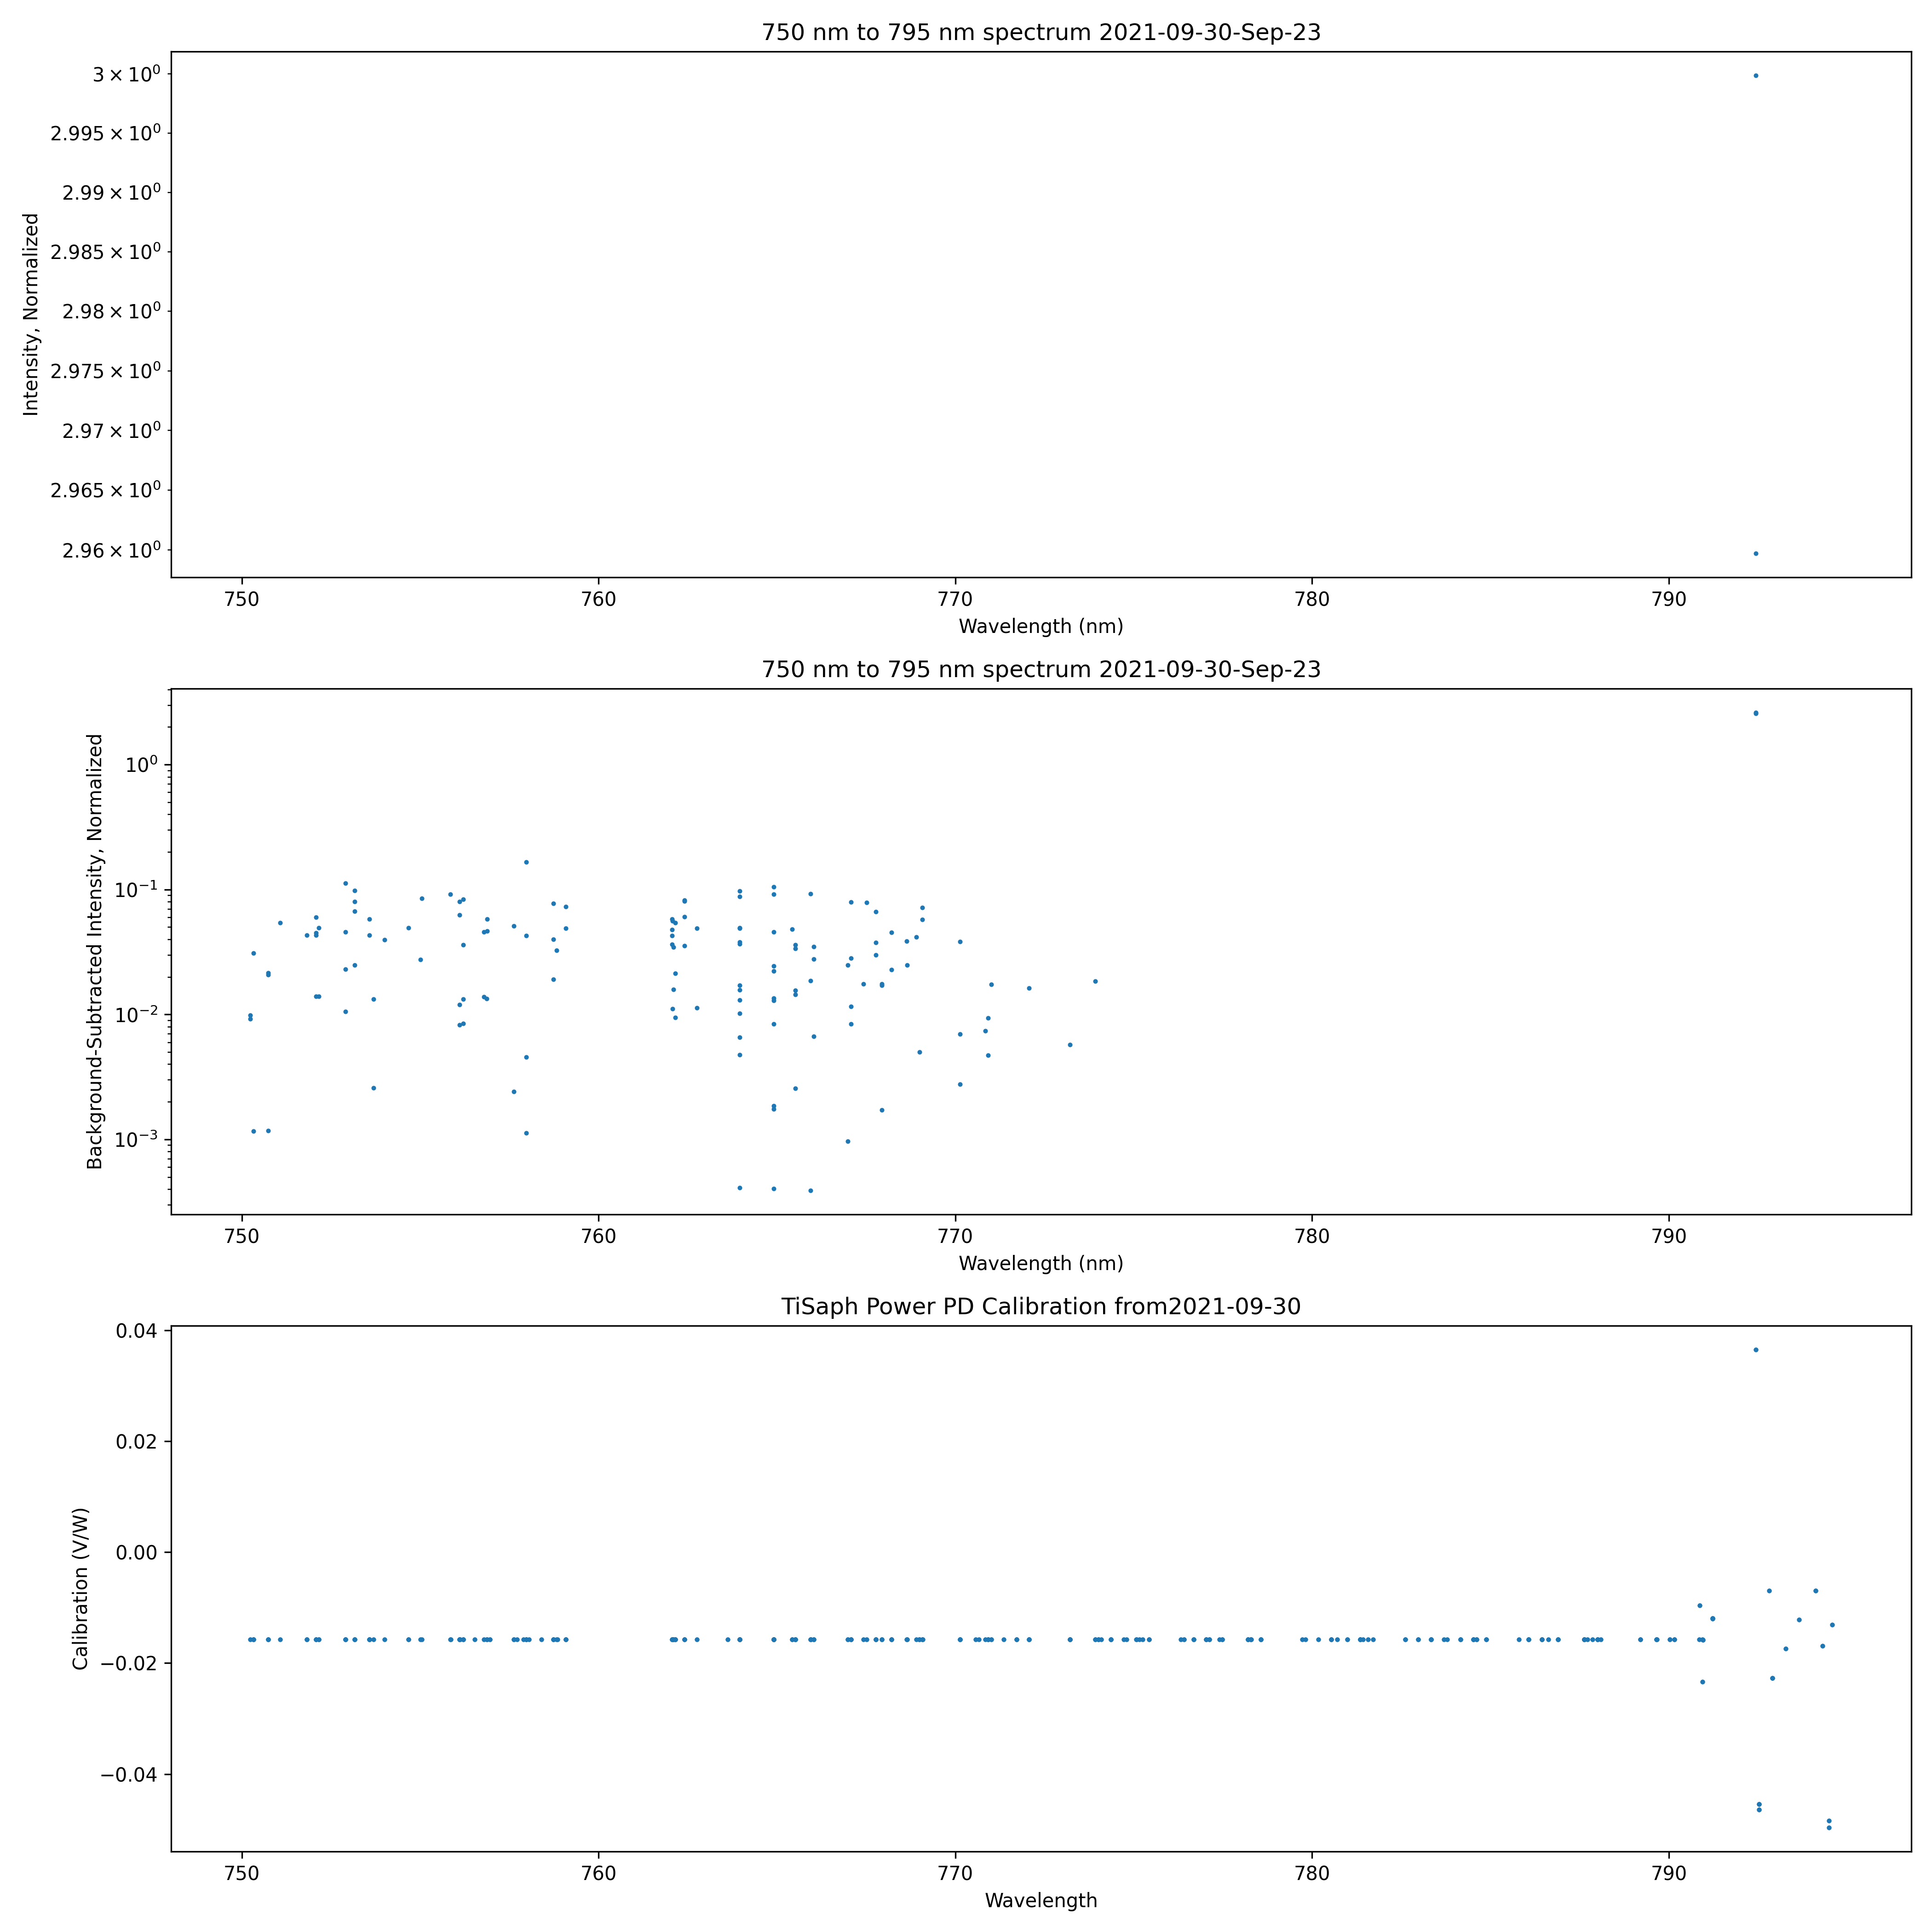 750 nm to 795 nm spectrum 2021-09-30-Sep-23
3 × 10⁰
2.995 × 10⁰
2.99 × 10⁰
2.985 × 10⁰
2.98 × 10⁰
2.975 × 10⁰
2.97 × 10⁰
2.965 × 10⁰
2.96 × 10⁰
Intensity, Normalized
750 760 770 780 790
Wavelength (nm)
750 nm to 795 nm spectrum 2021-09-30-Sep-23
10⁰
10⁻¹
10⁻²
10⁻³
Background-Subtracted Intensity, Normalized
750 760 770 780 790
Wavelength (nm)
TiSaph Power PD Calibration from2021-09-30
0.04
0.02
0.00
−0.02
−0.04
Calibration (V/W)
750 760 770 780 790
Wavelength